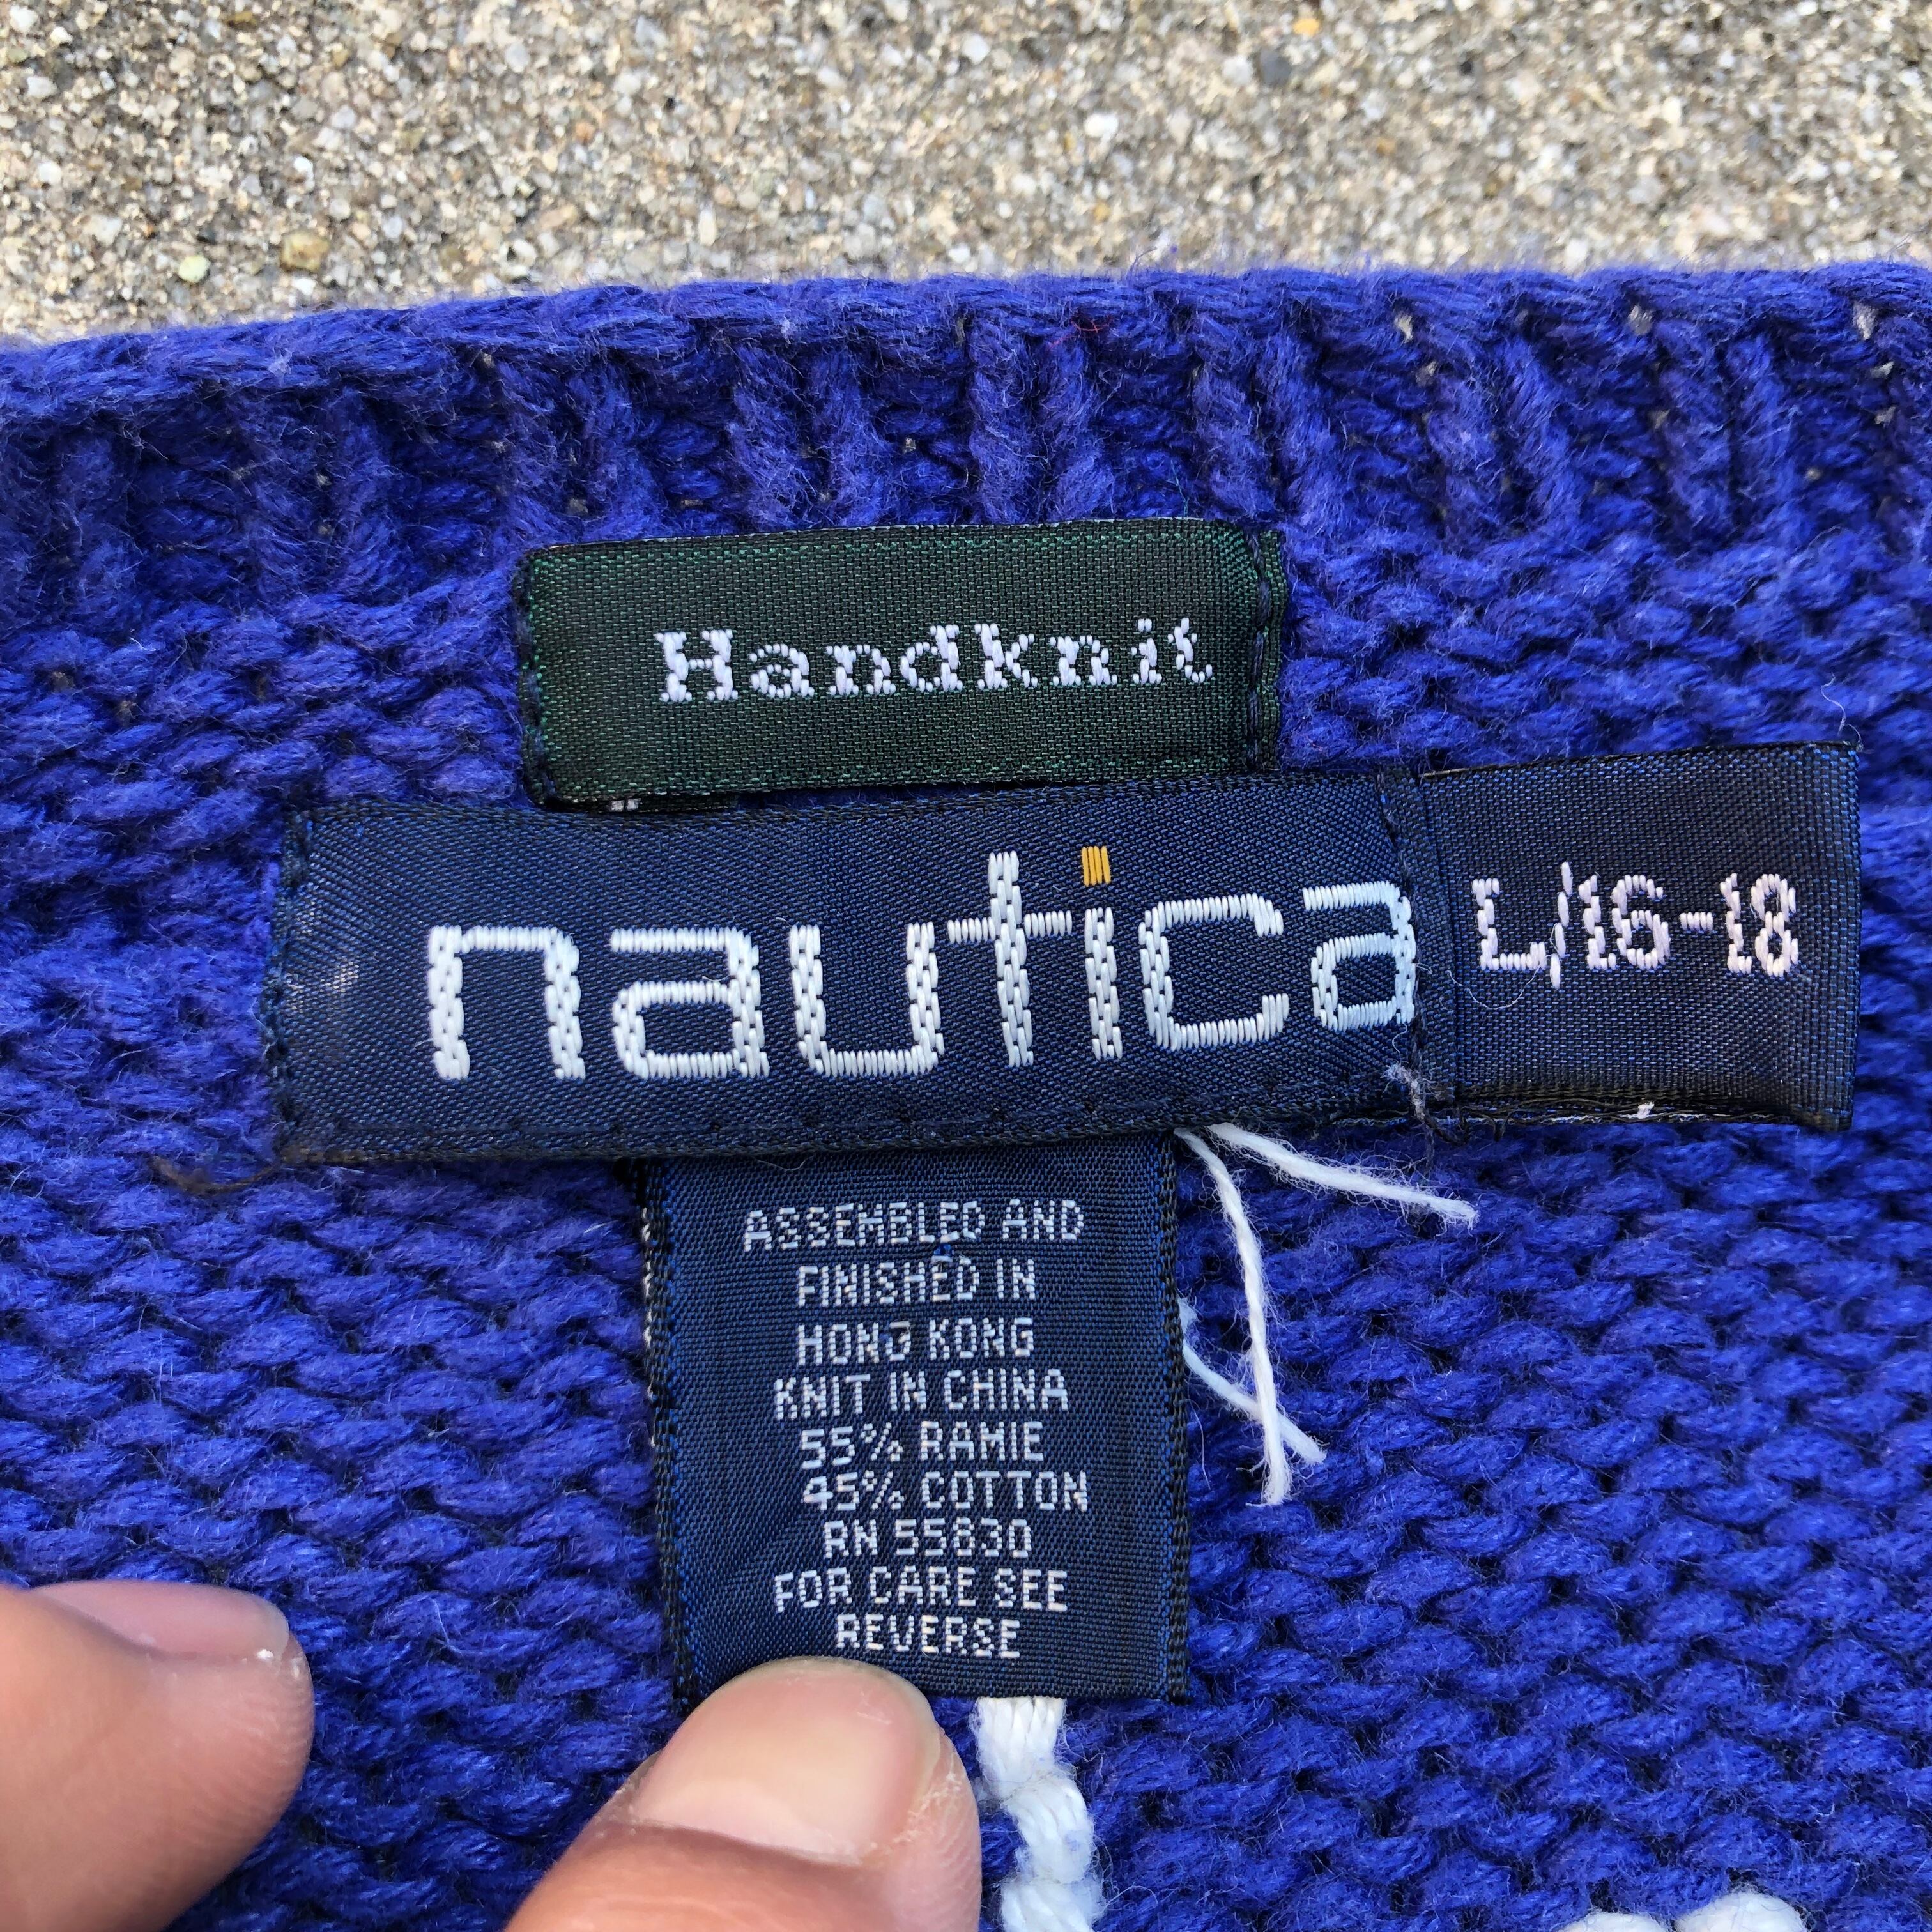 Handknit
nautica
L/16-18
ASSEMBLED AND
FINISHED IN
HONG KONG
KNIT IN CHINA
55% RAMIE
45% COTTON
RN 55830
FOR CARE SEE
REVERSE